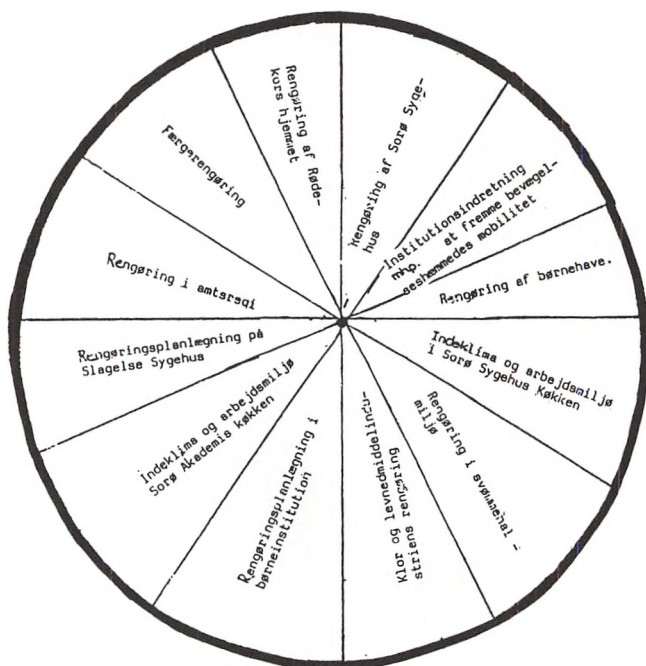 Rengøring af Sorø Syge-
hus
Institutionsindretning
mhp. at fremme bevægel-
seshæmmedes mobilitet
Rengøring af børnehave.
Indeklima og arbejdsmiljø
i Sorø Sygehus Køkken
Rengøring i svømmehal -
miljø
Klor og levnedmiddelindu-
striens rengøring
Rengøringsplanlægning i
børneinstitution
Indeklima og arbejdsmiljø
Sorø Akademis køkken
Rengøringsplanlægning på
Slagelse Sygehus
Rengøring i
Færgerengøring
Rengøring af Røde-
kors hjemmet